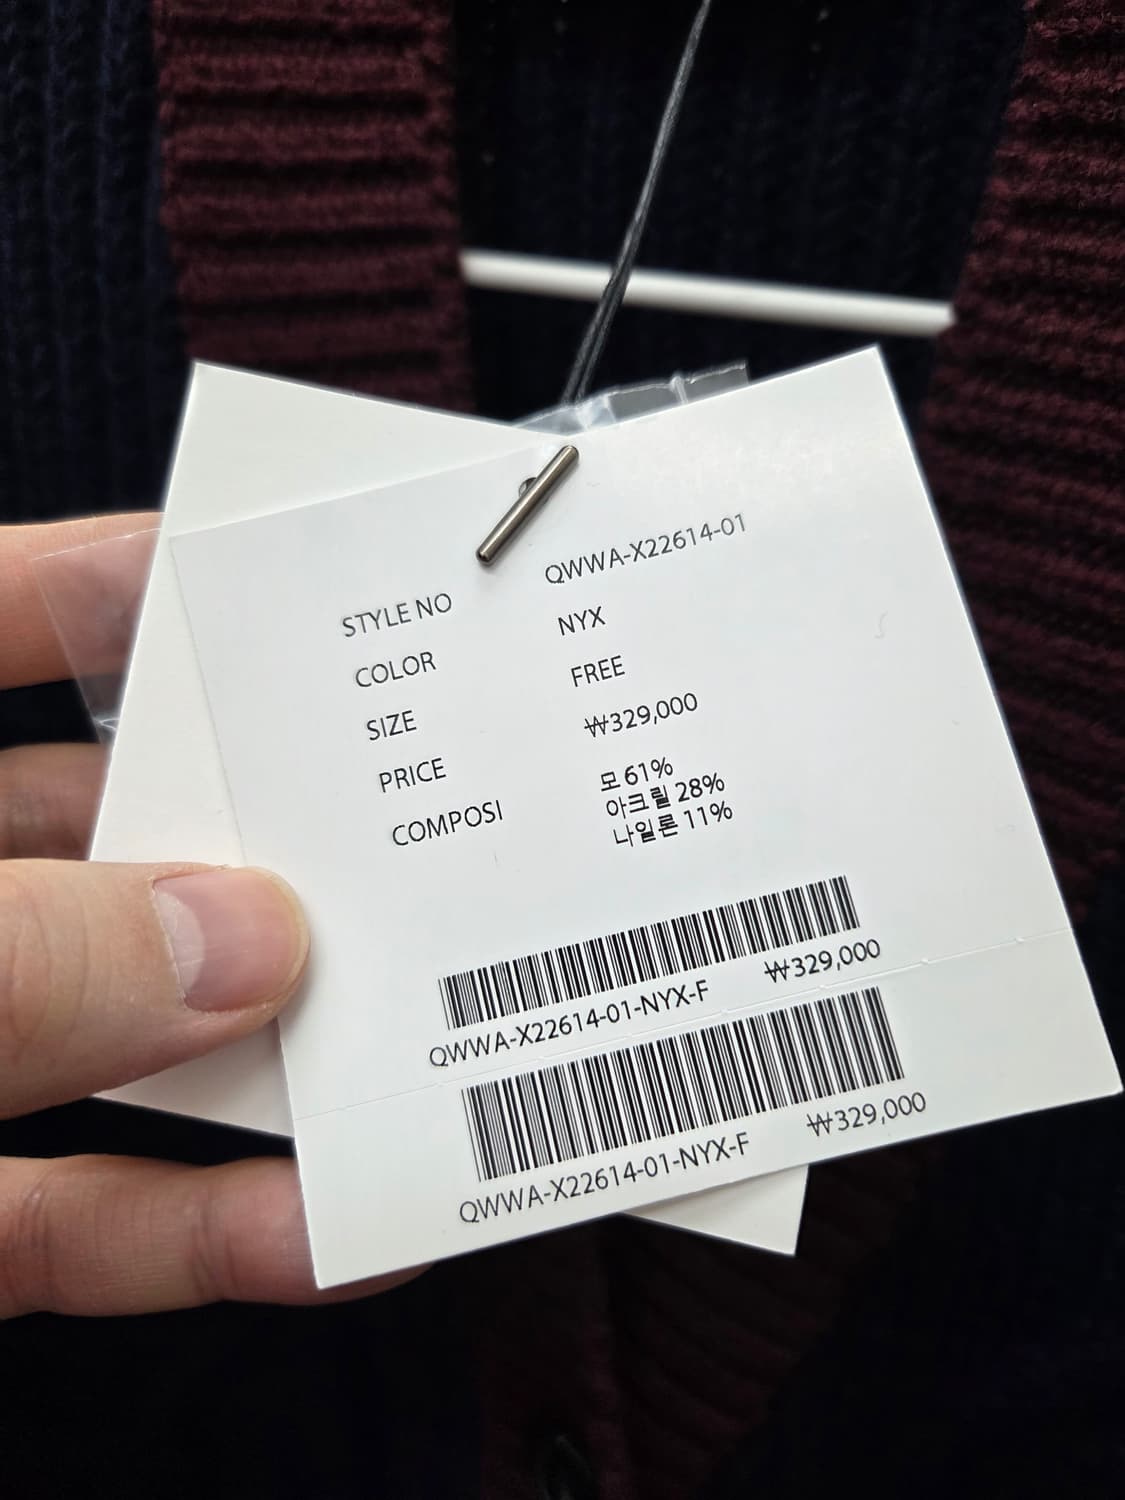 STYLE NO QWWA-X22614-01
COLOR NYX
SIZE FREE
PRICE ₩329,000
COMPOSI 모 61%
아크릴 28%
나일론 11%
QWWA-X22614-01-NYX-F ₩329,000
QWWA-X22614-01-NYX-F ₩329,000